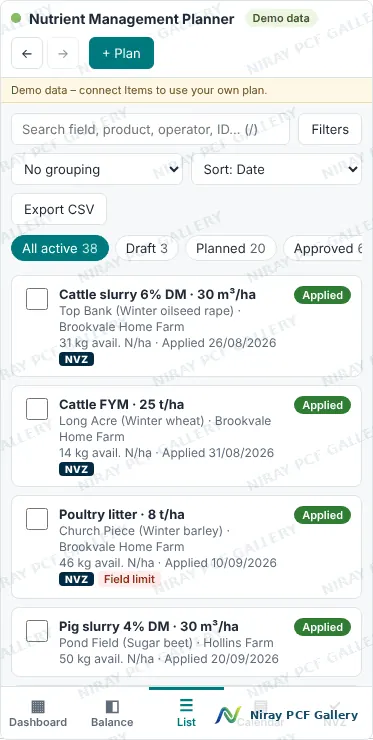 Nutrient Management Planner Demo data
← → + Plan
Demo data – connect Items to use your own plan.
Search field, product, operator, ID... (/) Filters
No grouping Sort: Date
Export CSV
All active 38 Draft 3 Planned 20 Approved
Cattle slurry 6% DM · 30 m³/ha Applied
Top Bank (Winter oilseed rape) ·
Brookvale Home Farm
31 kg avail. N/ha · Applied 26/08/2026
NVZ
Cattle FYM · 25 t/ha Applied
Long Acre (Winter wheat) · Brookvale
Home Farm
14 kg avail. N/ha · Applied 31/08/2026
NVZ
Poultry litter · 8 t/ha Applied
Church Piece (Winter barley) ·
Brookvale Home Farm
46 kg avail. N/ha · Applied 10/09/2026
NVZ Field limit
Pig slurry 4% DM · 30 m³/ha Applied
Pond Field (Sugar beet) · Hollins Farm
50 kg avail. N/ha · Applied 20/09/2026
Dashboard Balance List Calendar NVZ
Niray PCF Gallery
NIRAY PCF GALLERY